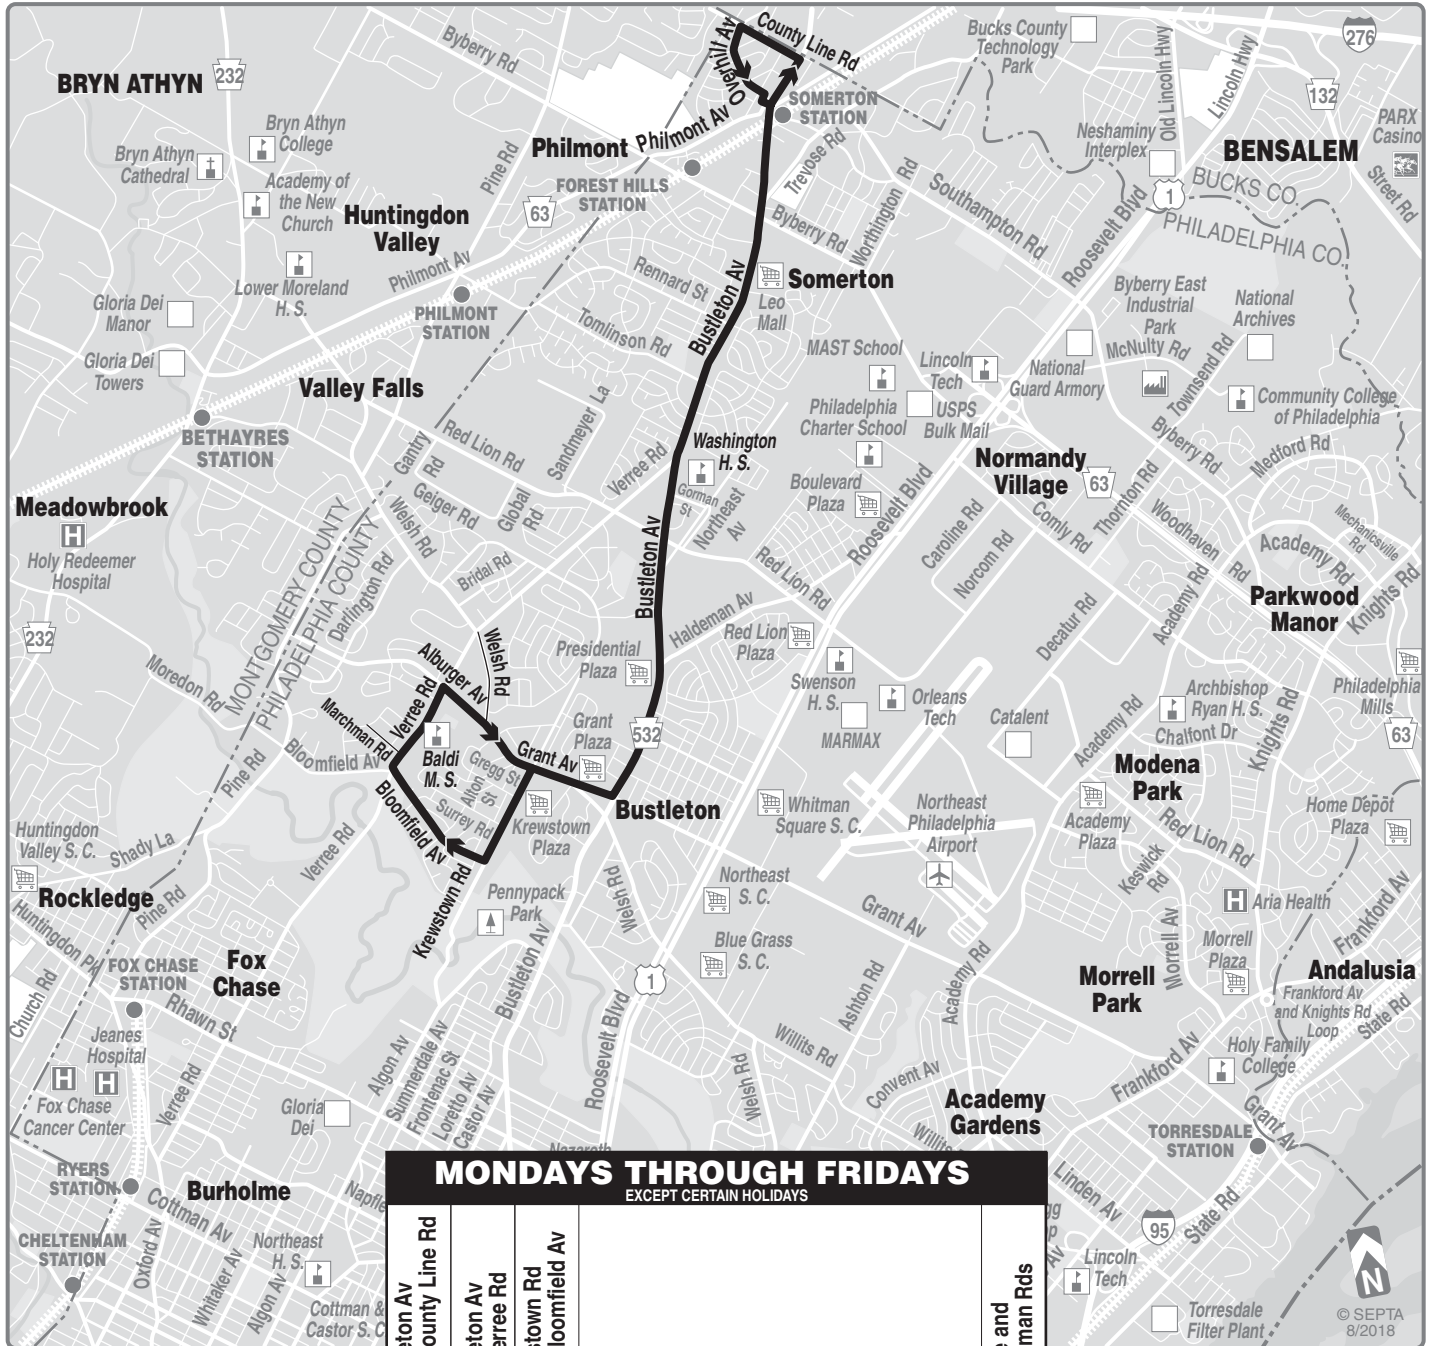 Byberry Rd
County Line Rd
Overhill Av
Bucks County
Technology
Park
276
Old Lincoln Hwy
Lincoln Hwy
BRYN ATHYN
232
132
SOMERTON
STATION
PARX
Casino
Bryn Athyn
College
Philmont
Philmont Av
Trevose Rd
Neshaminy
Interplex
BENSALEM
Bryn Athyn
Cathedral
Pine Rd
FOREST HILLS
STATION
Street Rd
Academy of
the New
Church
63
Worthington Rd
Southampton Rd
1
BUCKS CO.
PHILADELPHIA CO.
Huntingdon
Valley
Byberry Rd
Roosevelt Blvd
Philmont Av
Rennard St
Bustleton Av
Somerton
Lower Moreland
H. S.
Leo
Mall
Byberry East
Industrial
Park
National
Archives
Gloria Dei
Manor
PHILMONT
STATION
Tomlinson Rd
McNulty Rd
Townsend Rd
MAST School
Lincoln
Tech
National
Guard Armory
Gloria Dei
Towers
Valley Falls
Philadelphia
Charter School
USPS
Bulk Mail
Community College
of Philadelphia
BETHAYRES
STATION
Gantry
Rd
Red Lion Rd
Sandmeyer La
Verree Rd
Washington
H. S.
Byberry Rd
Medford Rd
Normandy
Village
63
Boulevard
Plaza
Roosevelt Blvd
Thornton Rd
Meadowbrook
Geiger Rd
Global
Rd
Gorman
St
Northeast
Av
Caroline Rd
Comly Rd
Woodhaven
Rd
Mechanicsville
Rd
Holy Redeemer
Hospital
MONTGOMERY COUNTY
PHILADELPHIA COUNTY
Welsh Rd
Bridal Rd
Bustleton Av
Red Lion Rd
Norcom Rd
Academy Rd
Knights Rd
Darlington Rd
Haldeman Av
Academy Rd
Parkwood
Manor
232
Decatur Rd
Moredon Rd
Alburger Av
Welsh Rd
Presidential
Plaza
Red Lion
Plaza
Verree Rd
Swenson
H. S.
Orleans
Tech
Archbishop
Ryan H. S.
Philadelphia
Mills
Marchman Rd
Grant
Plaza
532
MARMAX
Catalent
Academy Rd
Chalfont Dr
Knights Rd
63
Pine Rd
Bloomfield Av
Baldi
M. S.
Gregg St
Alton
St
Surrey Rd
Grant Av
Modena
Park
Bloomfield Av
Krewstown
Plaza
Bustleton
Whitman
Square S. C.
Northeast
Philadelphia
Airport
Academy
Plaza
Home Depot
Plaza
Huntingdon
Valley S. C.
Shady La
Verree Rd
Red Lion Rd
Rockledge
Pine Rd
Krewstown Rd
Pennypack
Park
Welsh Rd
Northeast
S. C.
Keswick
Rd
Aria Health
Huntingdon Pk
Grant Av
Morrell Av
Frankford Av
Fox
Chase
FOX CHASE
STATION
Bustleton Av
Blue Grass
S. C.
Morrell
Plaza
Church Rd
1
Ashton Rd
Academy Rd
Morrell
Park
Andalusia
Rhawn St
Frankford Av
and Knights Rd
Loop
State Rd
Jeanes
Hospital
Algon Av
Summerdale Av
Frontenac St
Loretto Av
Castor Av
Roosevelt Blvd
Willits Rd
Frankford Av
Holy Family
College
Verree Rd
Welsh Rd
Convent Av
Fox Chase
Cancer Center
Gloria
Dei
Academy
Gardens
Grant Av
Willits
TORRESDALE
STATION
RYERS
STATION
Burholme
Linden Av
Cottman Av
State Rd
CHELTENHAM
STATION
Oxford Av
Whitaker Av
Northeast
H. S.
Algon Av
95
Lincoln
Tech
N
Cottman &
Castor S. C
Torresdale
Filter Plant
© SEPTA
8/2018
MONDAYS THROUGH FRIDAYS
EXCEPT CERTAIN HOLIDAYS
Av
County Line Rd
Av
Rd
Rd
Bloomfield Av
and
Rds